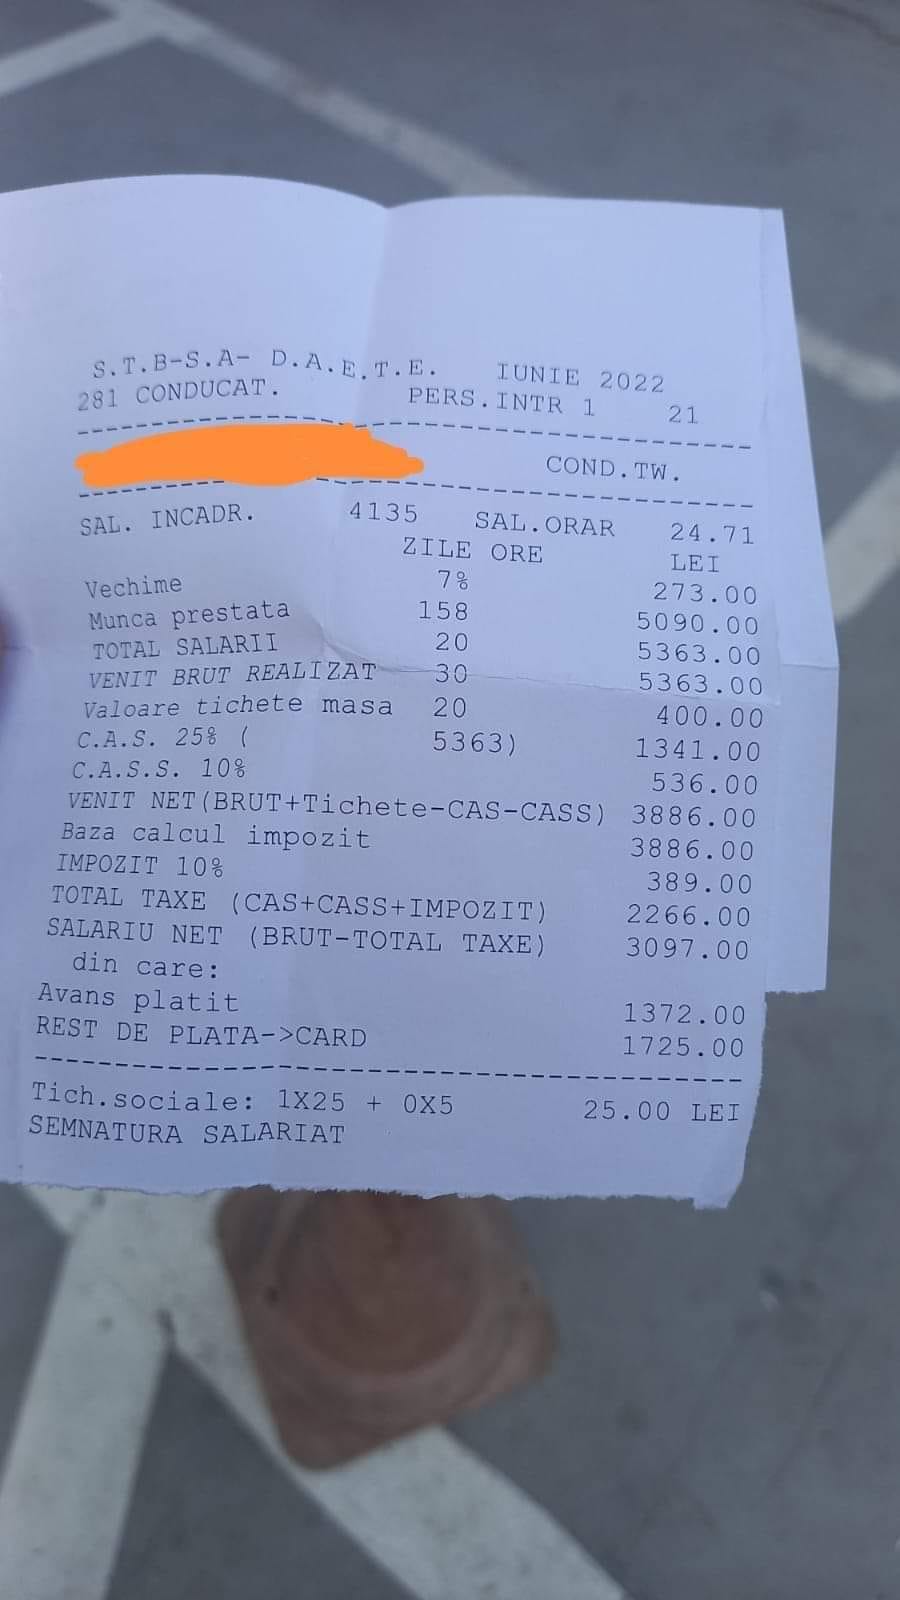 S.T.B-S.A- D.A.E.T.E. IUNIE 2022
281 CONDUCAT. PERS.INTR 1 21
COND.TW.
SAL. INCADR. 4135 SAL.ORAR 24.71
ZILE ORE LEI
Vechime 7% 273.00
Munca prestata 158 5090.00
TOTAL SALARII 20 5363.00
VENIT BRUT REALIZAT 30 5363.00
Valoare tichete masa 20 400.00
C.A.S. 25% ( 5363) 1341.00
C.A.S.S. 10% 536.00
VENIT NET(BRUT+Tichete-CAS-CASS) 3886.00
Baza calcul impozit 3886.00
IMPOZIT 10% 389.00
TOTAL TAXE (CAS+CASS+IMPOZIT) 2266.00
SALARIU NET (BRUT-TOTAL TAXE) 3097.00
din care:
Avans platit 1372.00
REST DE PLATA->CARD 1725.00
Tich.sociale: 1X25 + 0X5 25.00 LEI
SEMNATURA SALARIAT